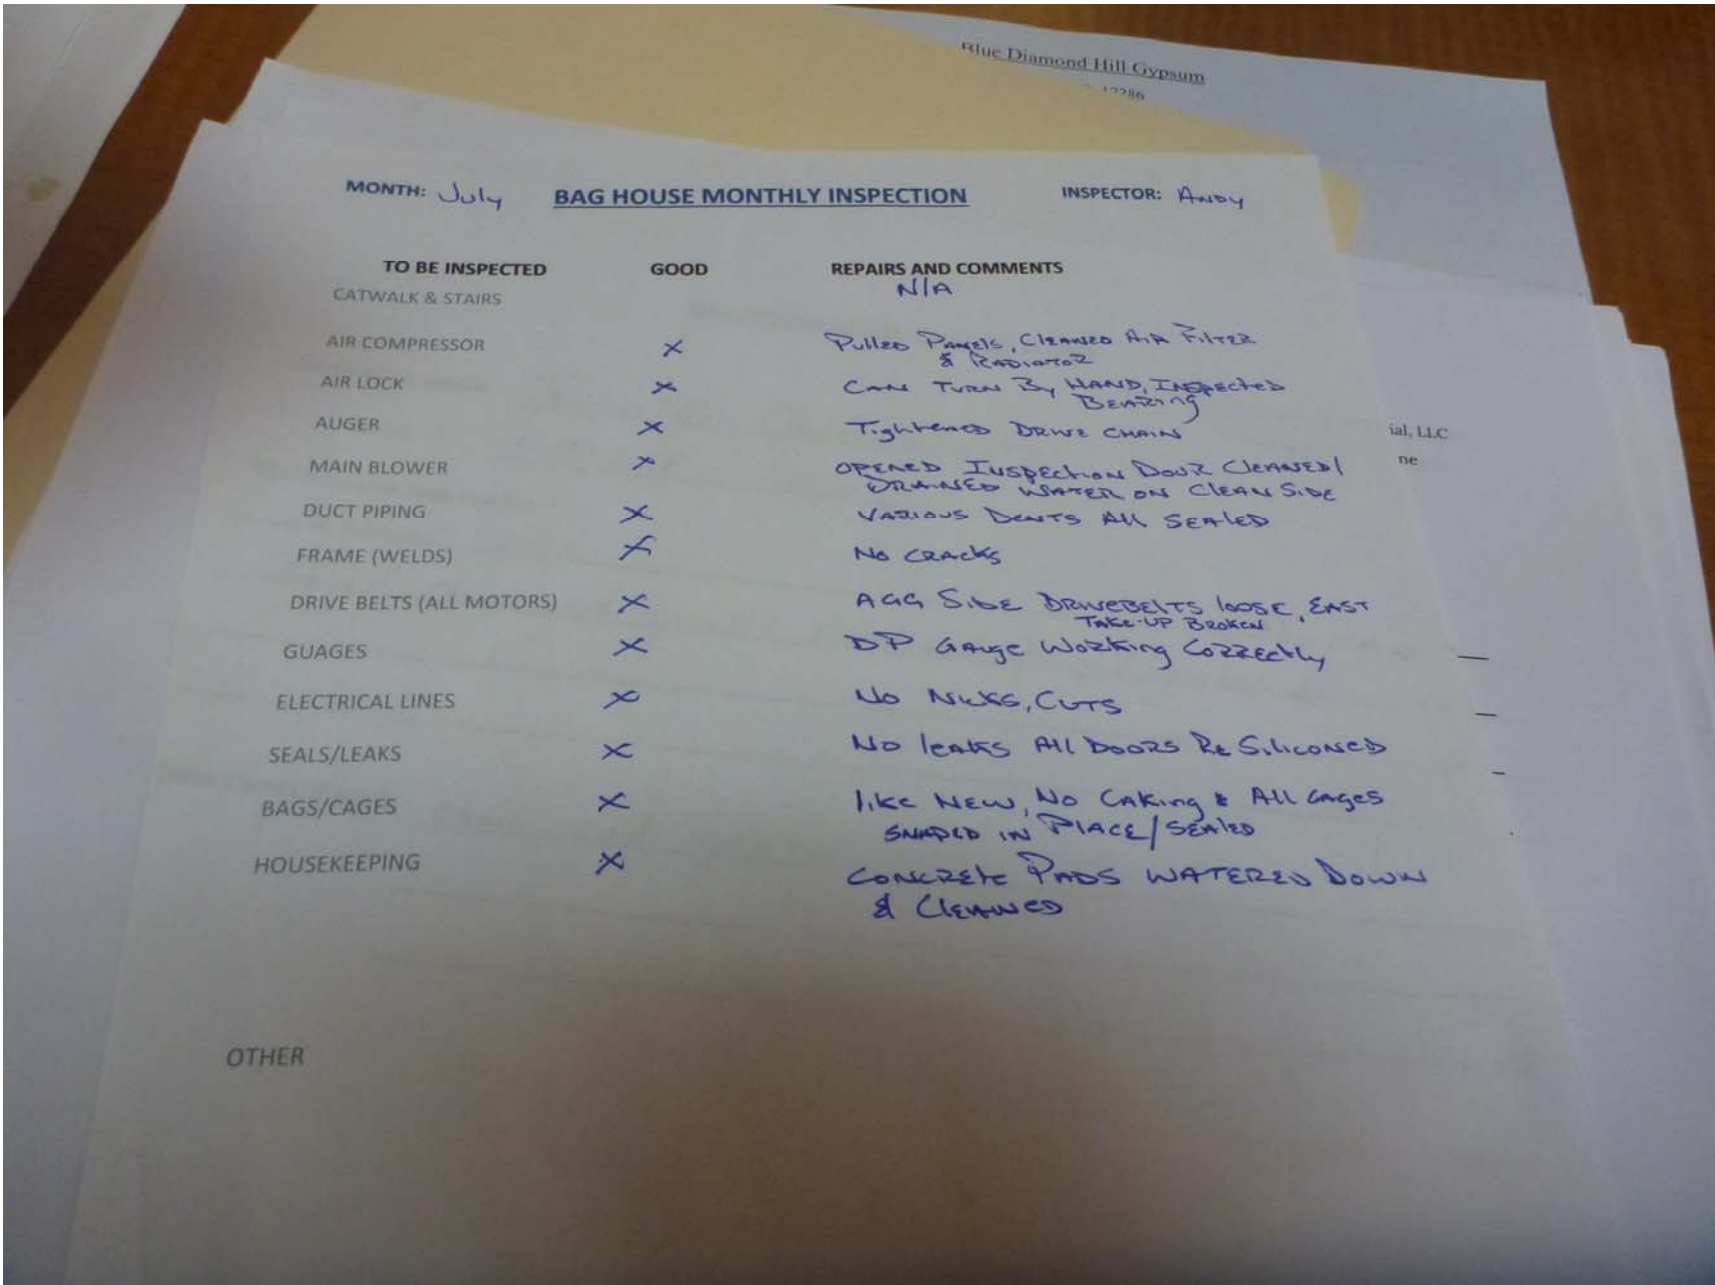 Blue Diamond Hill Gypsum
12286
MONTH: July BAG HOUSE MONTHLY INSPECTION INSPECTOR: ANDY
TO BE INSPECTED GOOD REPAIRS AND COMMENTS
CATWALK & STAIRS N/A
AIR COMPRESSOR X Pulled Panels, Cleaned Air Filter
& Radiator
AIR LOCK X Can Turn By Hand, Inspected
Bearing
AUGER X Tightened Drive Chain
ial, LLC
MAIN BLOWER X Opened Inspection Door Cleaned/
Drained Water on Clean Side
ne
DUCT PIPING X Various Dents All Sealed
FRAME (WELDS) X No Cracks
DRIVE BELTS (ALL MOTORS) X AGG Side Drivebelts loose, East
Take-up Broken
GUAGES X DP Gauge Working Correctly
ELECTRICAL LINES X No Nicks, Cuts
SEALS/LEAKS X No leaks All Doors Re Siliconed
BAGS/CAGES X like New, No Caking & All Cages
snaped in Place/Sealed
HOUSEKEEPING X Concrete Pads Watered Down
& Cleaned
OTHER